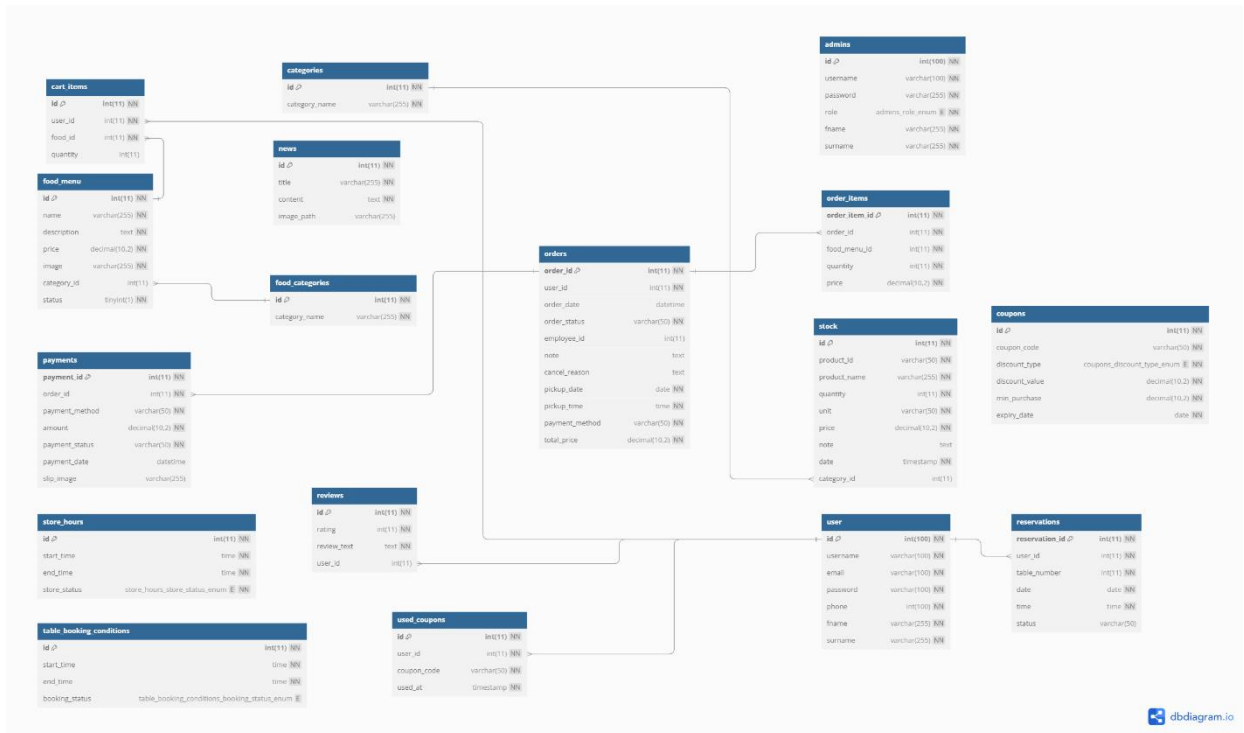 cart_items
id int(11) NN
user_id int(11) NN
food_id int(11) NN
quantity int(11)
categories
id int(11) NN
category_name varchar(255) NN
admins
id int(100) NN
username varchar(100) NN
password varchar(255) NN
role admins_role_enum E NN
fname varchar(255) NN
surname varchar(255) NN
news
id int(11) NN
title varchar(255) NN
content text NN
image_path varchar(255)
food_menu
id int(11) NN
name varchar(255) NN
description text NN
price decimal(10,2) NN
image varchar(255) NN
category_id int(11)
status tinyint(1) NN
food_categories
id int(11) NN
category_name varchar(255) NN
orders
order_id int(11) NN
user_id int(11) NN
order_date datetime
order_status varchar(50) NN
employee_id int(11)
note text
cancel_reason text
pickup_date date NN
pickup_time time NN
payment_method varchar(50) NN
total_price decimal(10,2) NN
order_items
order_item_id int(11) NN
order_id int(11) NN
food_menu_id int(11) NN
quantity int(11) NN
price decimal(10,2) NN
stock
id int(11) NN
product_id varchar(50) NN
product_name varchar(255) NN
quantity int(11) NN
unit varchar(50) NN
price decimal(10,2) NN
note text
date timestamp NN
category_id int(11)
coupons
id int(11) NN
coupon_code varchar(50) NN
discount_type coupons_discount_type_enum E NN
discount_value decimal(10,2) NN
min_purchase decimal(10,2) NN
expiry_date date NN
payments
payment_id int(11) NN
order_id int(11) NN
payment_method varchar(50) NN
amount decimal(10,2) NN
payment_status varchar(50) NN
payment_date datetime
slip_image varchar(255)
reviews
id int(11) NN
rating int(11) NN
review_text text NN
user_id int(11)
store_hours
id int(11) NN
start_time time NN
end_time time NN
store_status store_hours_store_status_enum E NN
user
id int(100) NN
username varchar(100) NN
email varchar(100) NN
password varchar(100) NN
phone int(100) NN
fname varchar(255) NN
surname varchar(255) NN
reservations
reservation_id int(11) NN
user_id int(11) NN
table_number int(11) NN
date date NN
time time NN
status varchar(50)
used_coupons
id int(11) NN
user_id int(11) NN
coupon_code varchar(50) NN
used_at timestamp NN
table_booking_conditions
id int(11) NN
start_time time NN
end_time time NN
booking_status table_booking_conditions_booking_status_enum E
dbdiagram.io